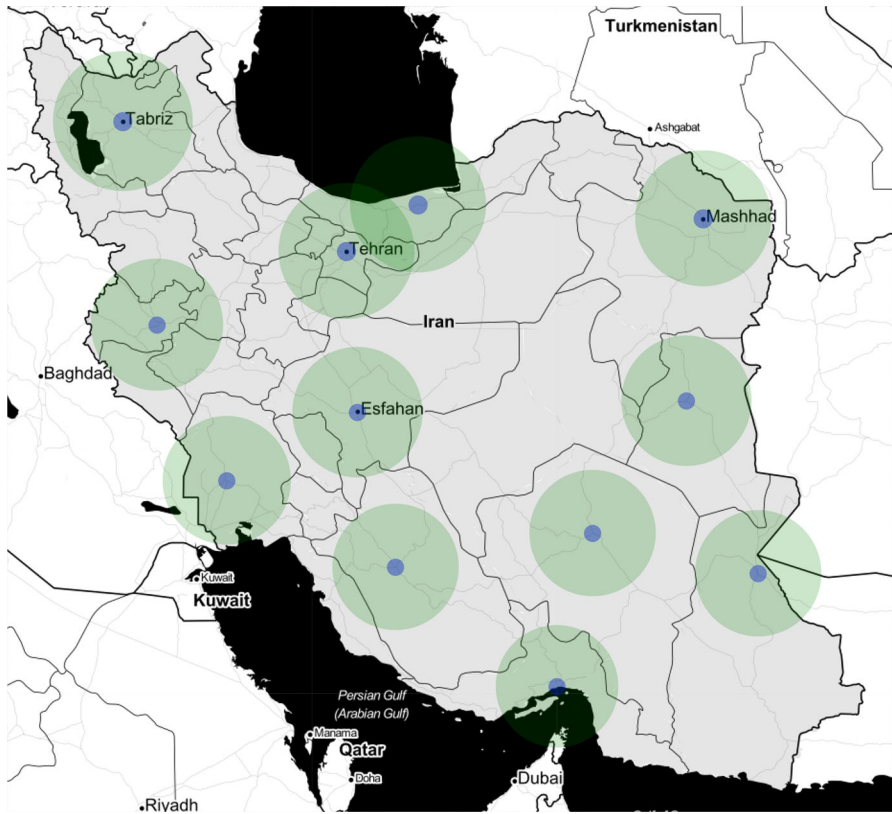 Turkmenistan
Ashgabat
Tabriz
Mashhad
Tehran
Iran
Baghdad
Esfahan
Kuwait
Kuwait
Persian Gulf
(Arabian Gulf)
Manama
Qatar
Doha
Dubai
Riyadh